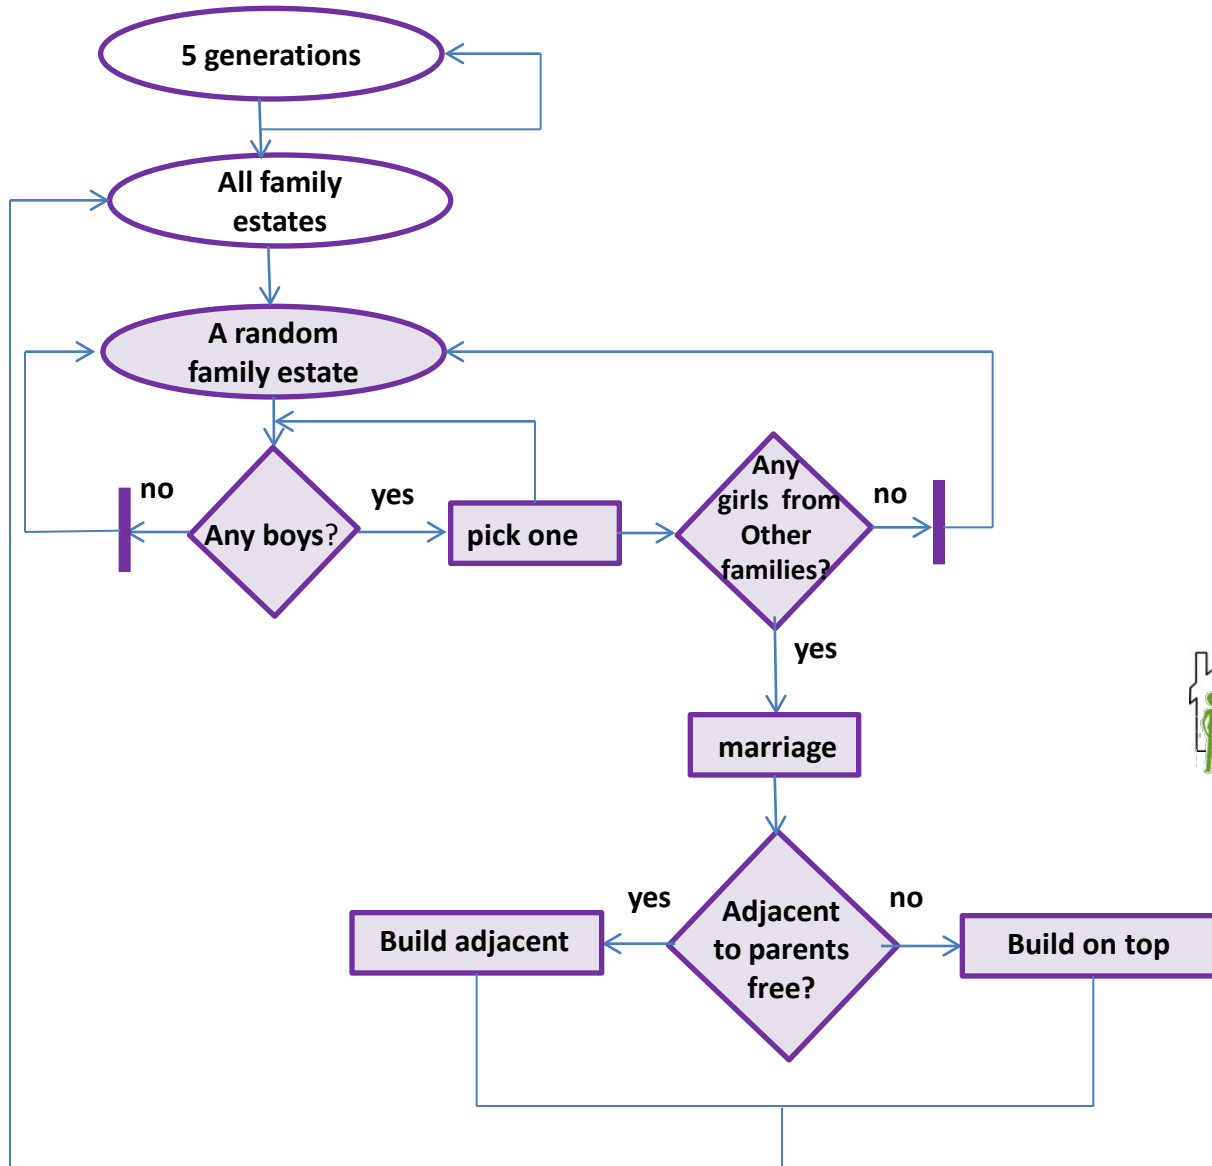 5 generations
All family
estates
A random
family estate
no
Any boys?
yes
pick one
Any
girls from
Other
families?
no
yes
marriage
yes
Adjacent
to parents
free?
no
Build adjacent
Build on top